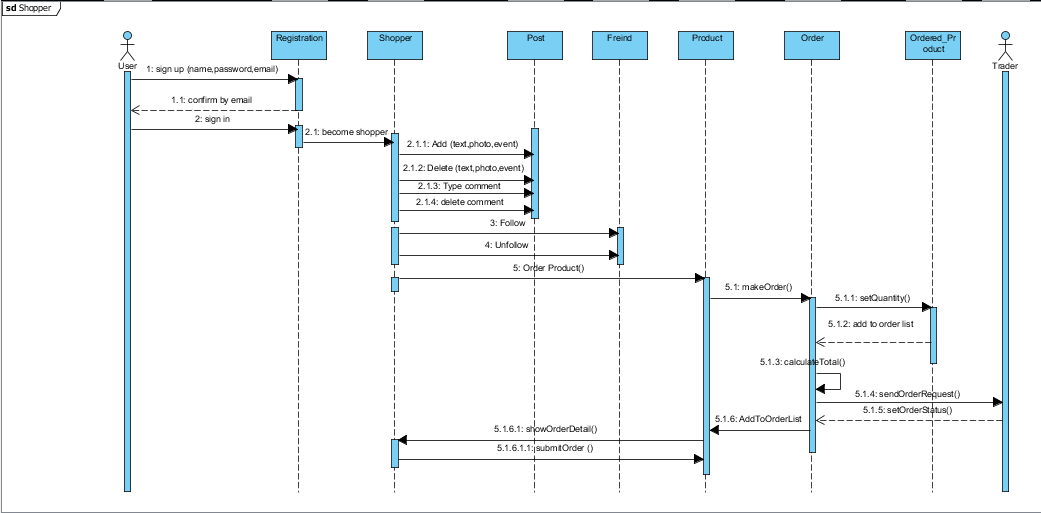 sd Shopper
Registration
Shopper
Post
Freind
Product
Order
Ordered_Pr
oduct
User
Trader
1: sign up (name,password,email)
1.1: confirm by email
2: sign in
2.1: become shopper
2.1.1: Add (text,photo,event)
2.1.2: Delete (text,photo,event)
2.1.3: Type comment
2.1.4: delete comment
3: Follow
4: Unfollow
5: Order Product()
5.1: makeOrder()
5.1.1: setQuantity()
5.1.2: add to order list
5.1.3: calculateTotal()
5.1.4: sendOrderRequest()
5.1.5: setOrderStatus()
5.1.6: AddToOrderList
5.1.6.1: showOrderDetail()
5.1.6.1.1: submitOrder ()